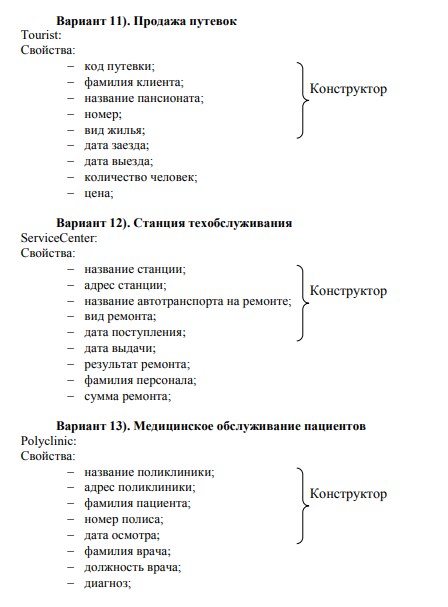 Вариант 11). Продажа путевок
Tourist:
Свойства:
– код путевки;
– фамилия клиента;
– название пансионата;
Конструктор
– номер;
– вид жилья;
– дата заезда;
– дата выезда;
– количество человек;
– цена;
Вариант 12). Станция техобслуживания
ServiceCenter:
Свойства:
– название станции;
– адрес станции;
– название автотранспорта на ремонте;
Конструктор
– вид ремонта;
– дата поступления;
– дата выдачи;
– результат ремонта;
– фамилия персонала;
– сумма ремонта;
Вариант 13). Медицинское обслуживание пациентов
Polyclinic:
Свойства:
– название поликлиники;
– адрес поликлиники;
– фамилия пациента;
Конструктор
– номер полиса;
– дата осмотра;
– фамилия врача;
– должность врача;
– диагноз;